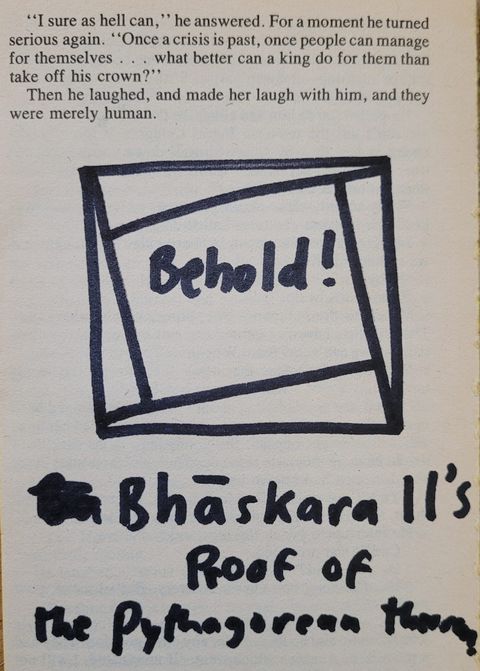 “I sure as hell can,” he answered. For a moment he turned
serious again. “Once a crisis is past, once people can manage
for themselves . . . what better can a king do for them than
take off his crown?”
Then he laughed, and made her laugh with him, and they
were merely human.
Behold!
Bhāskara II's
Proof of
the Pythagorean theorem